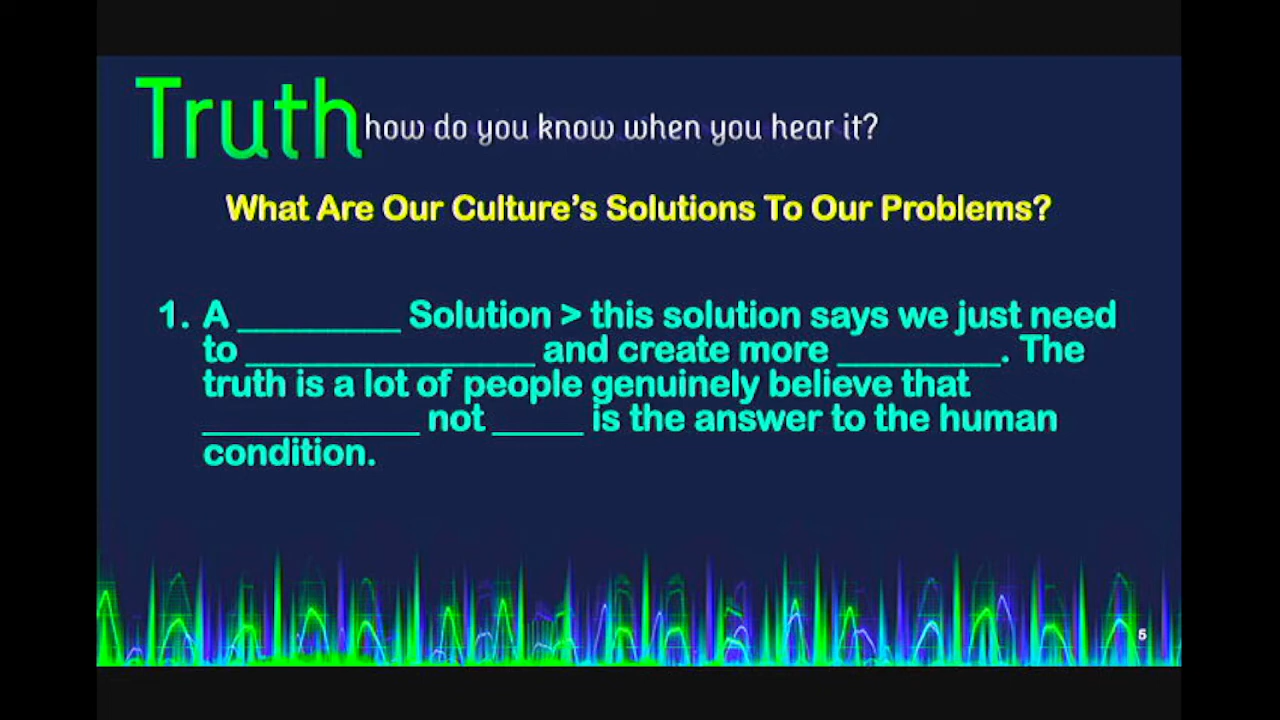 Truth how do you know when you hear it?
What Are Our Culture's Solutions To Our Problems?
1. A _________ Solution > this solution says we just need
to ________________ and create more _________. The
truth is a lot of people genuinely believe that
____________ not _____ is the answer to the human
condition.
5